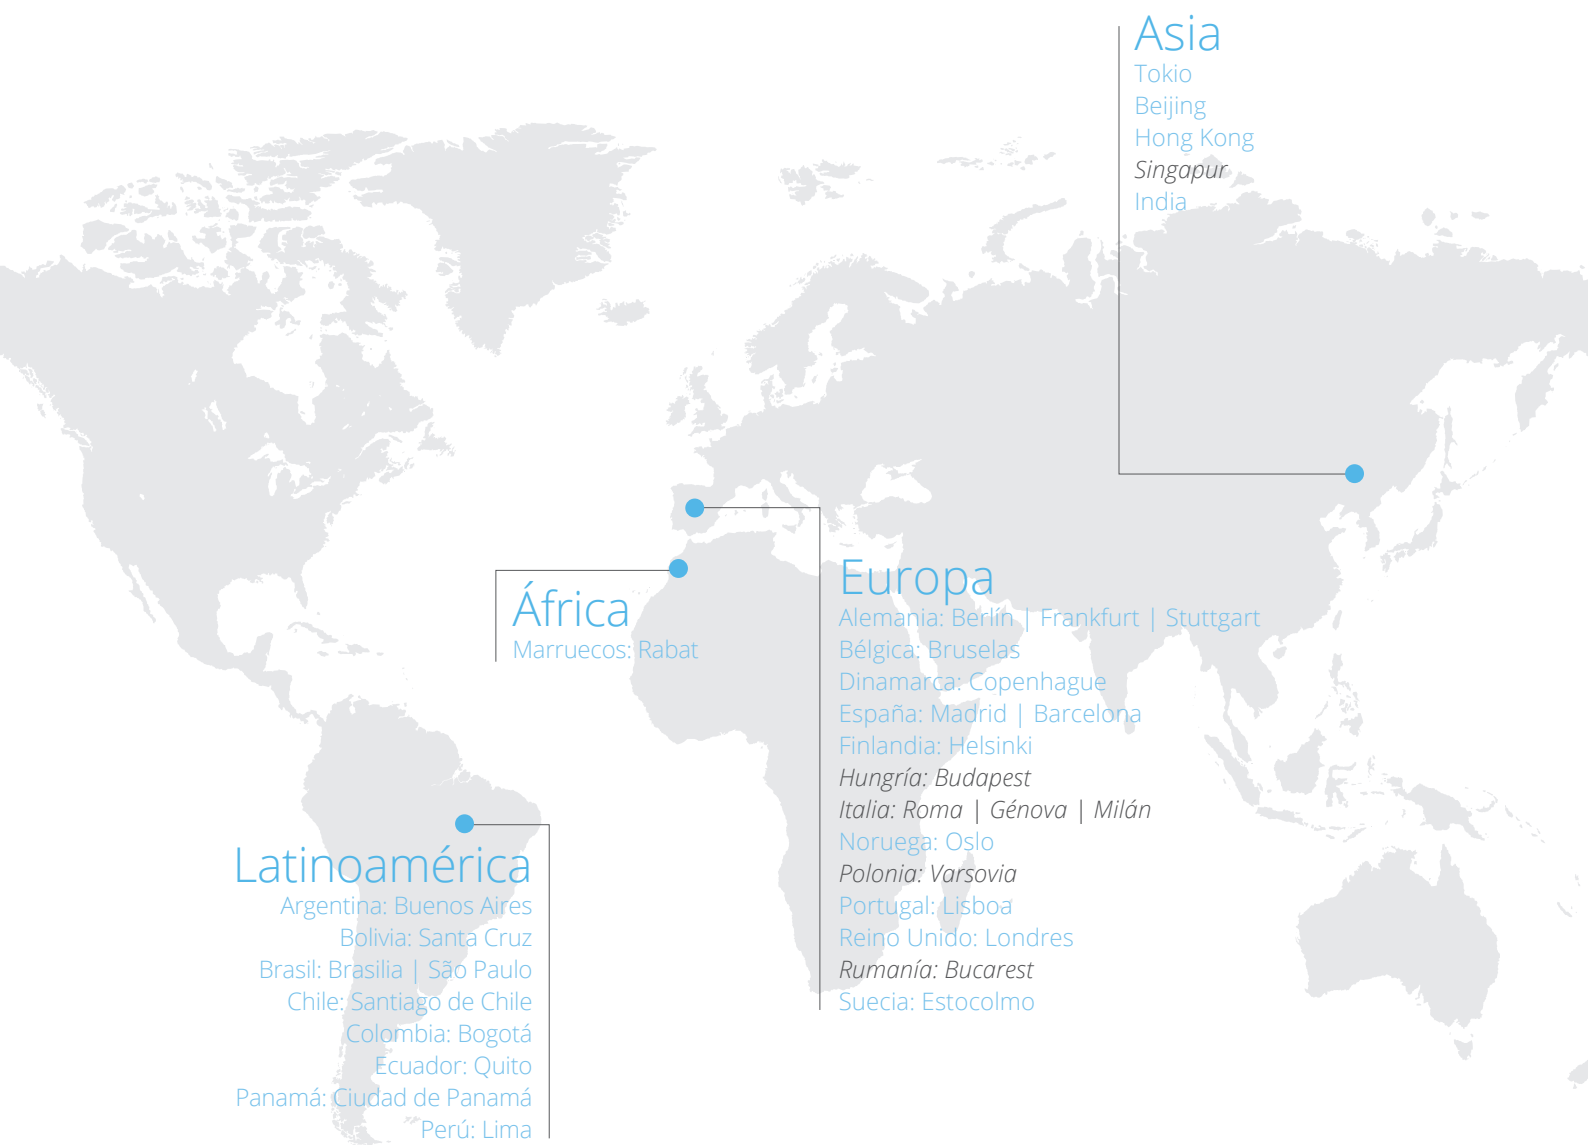 Asia
Tokio
Beijing
Hong Kong
Singapur
India
África
Marruecos: Rabat
Europa
Alemania: Berlín | Frankfurt | Stuttgart
Bélgica: Bruselas
Dinamarca: Copenhague
España: Madrid | Barcelona
Finlandia: Helsinki
Hungría: Budapest
Italia: Roma | Génova | Milán
Noruega: Oslo
Polonia: Varsovia
Portugal: Lisboa
Reino Unido: Londres
Rumanía: Bucarest
Suecia: Estocolmo
Latinoamérica
Argentina: Buenos Aires
Bolivia: Santa Cruz
Brasil: Brasilia | São Paulo
Chile: Santiago de Chile
Colombia: Bogotá
Ecuador: Quito
Panamá: Ciudad de Panamá
Perú: Lima